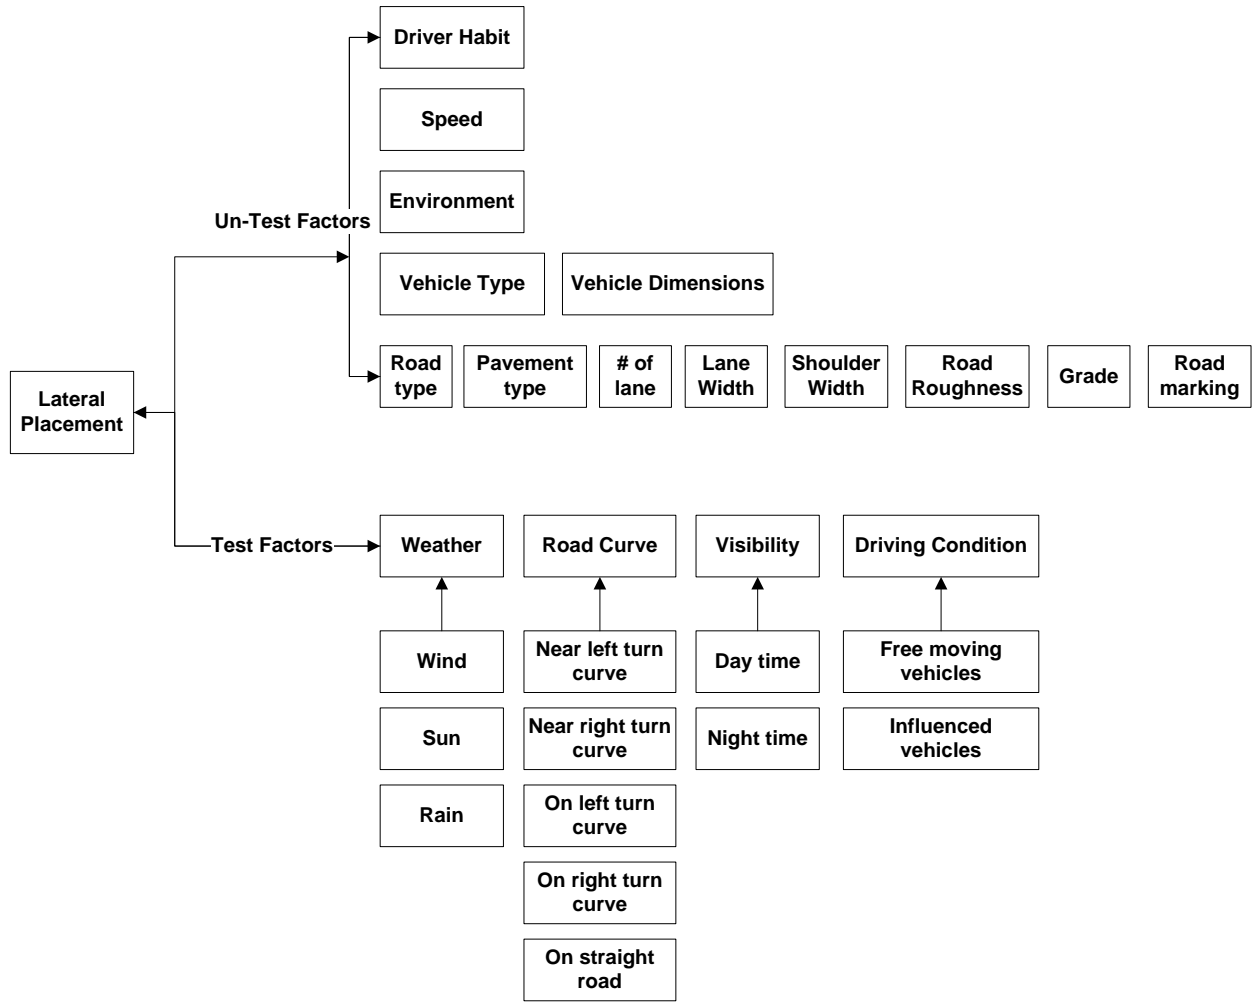 Driver Habit
Speed
Environment
Un-Test Factors
Vehicle Type
Vehicle Dimensions
Road
type
Pavement
type
# of
lane
Lane
Width
Shoulder
Width
Road
Roughness
Grade
Road
marking
Lateral
Placement
Test Factors
Weather
Road Curve
Visibility
Driving Condition
Wind
Near left turn
curve
Day time
Free moving
vehicles
Sun
Near right turn
curve
Night time
Influenced
vehicles
Rain
On left turn
curve
On right turn
curve
On straight
road